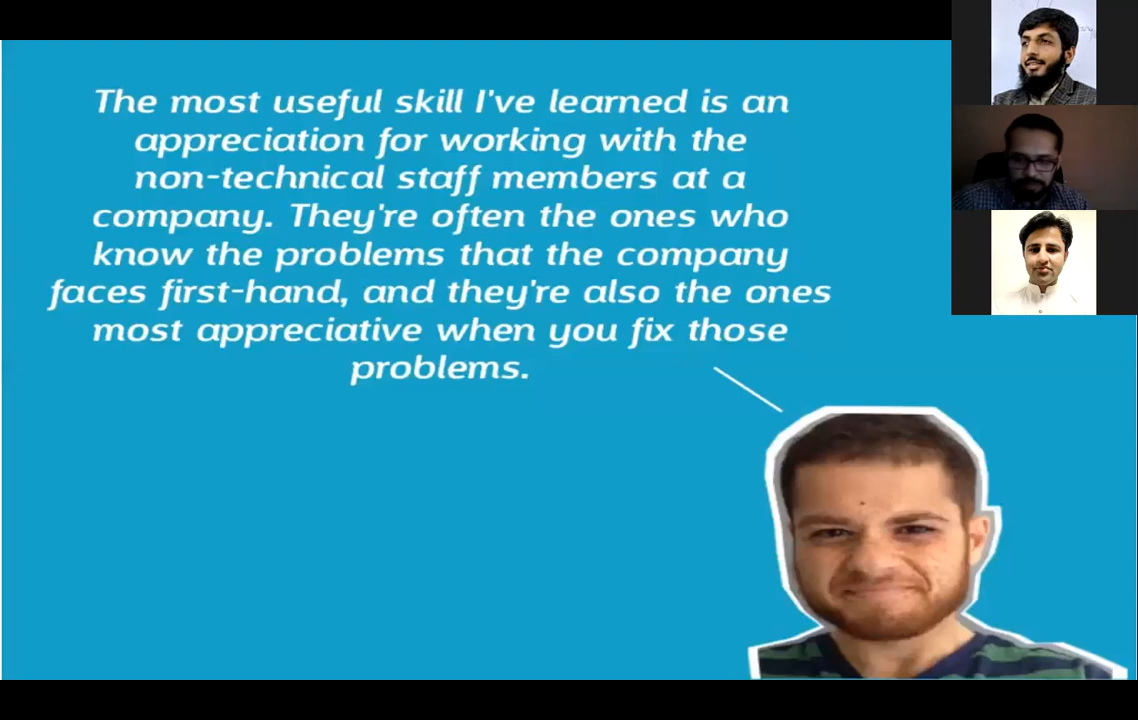 The most useful skill I've learned is an
appreciation for working with the
non-technical staff members at a
company. They're often the ones who
know the problems that the company
faces first-hand, and they're also the ones
most appreciative when you fix those
problems.